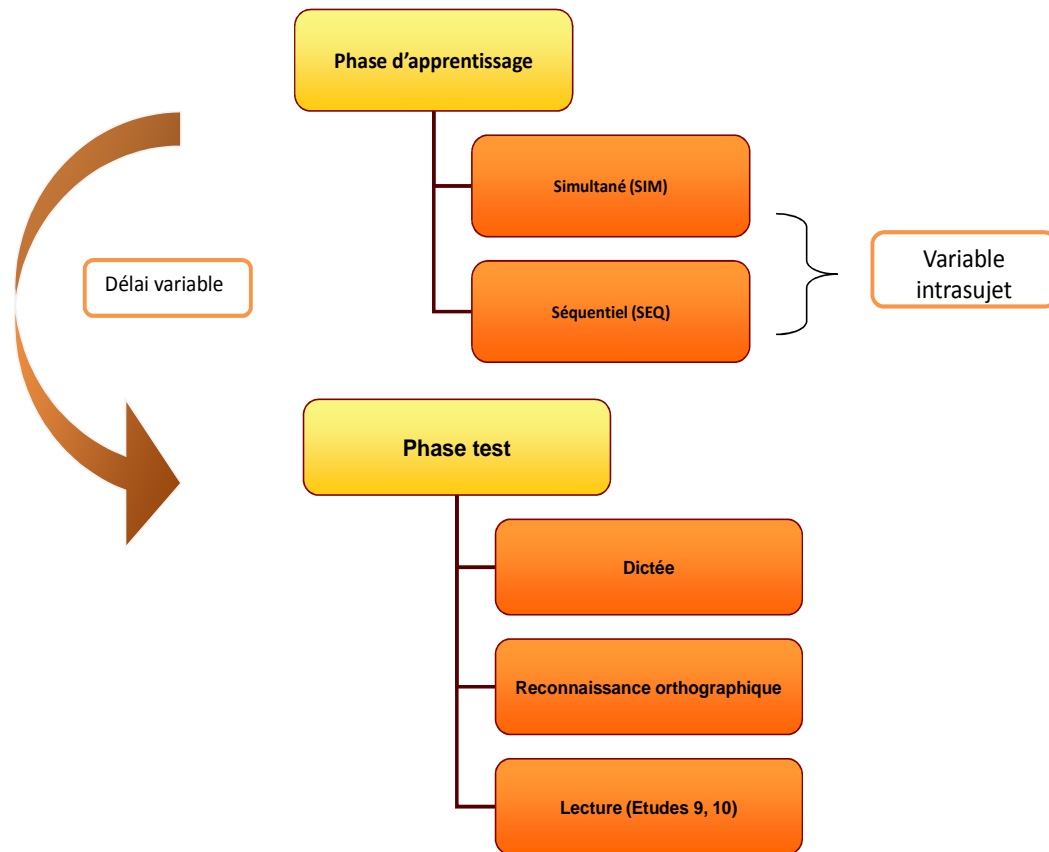 Phase d’apprentissage
Simultané (SIM)
Délai variable
Variable
intrasujet
Séquentiel (SEQ)
Phase test
Dictée
Reconnaissance orthographique
Lecture (Etudes 9, 10)